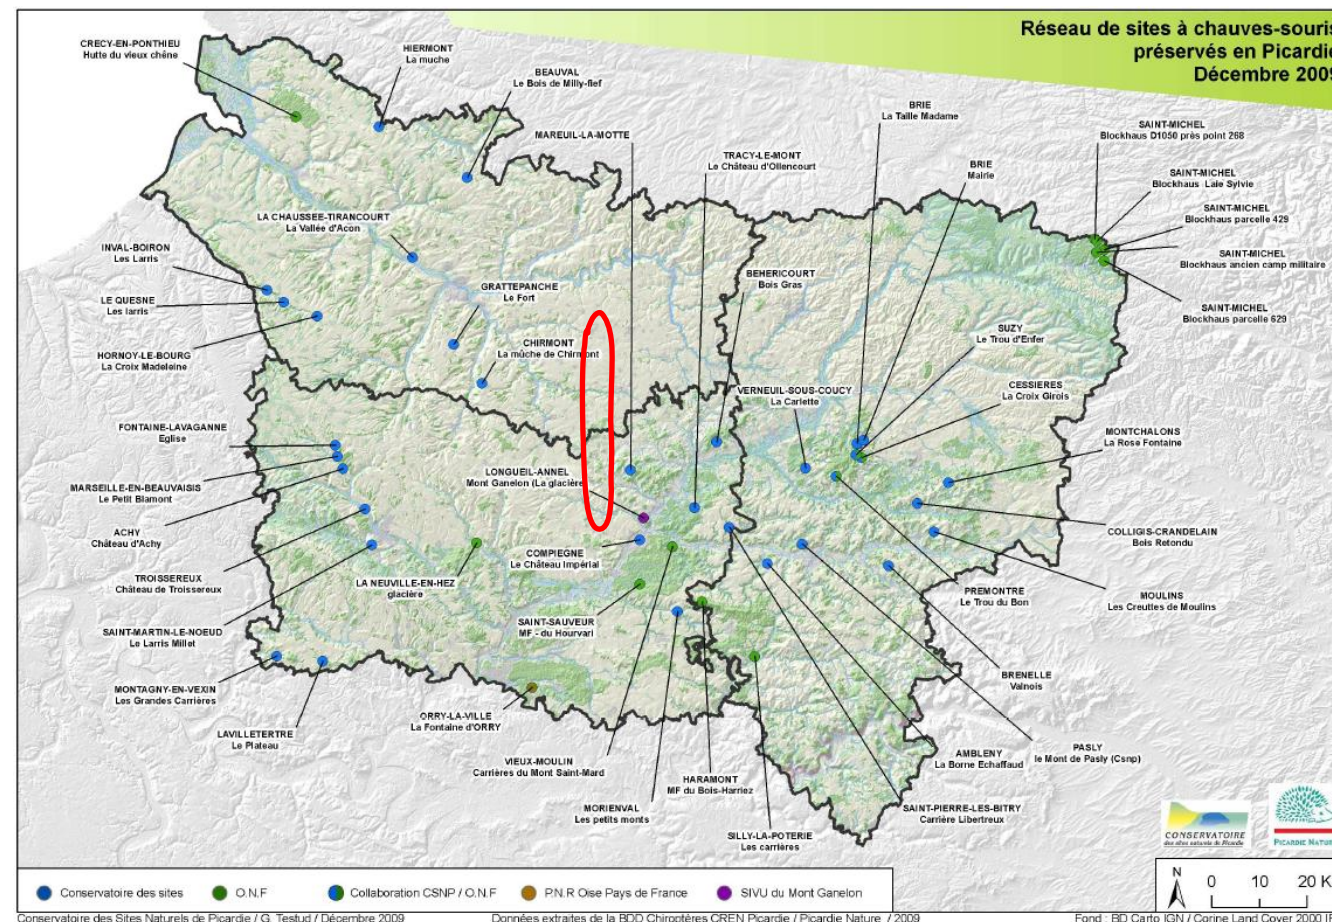 Réseau de sites à chauves-souris
préservés en Picardie
Décembre 2009
CRECY-EN-PONTHIEU
Hutte du vieux chêne
HIERMONT
La muche
BEAUVAL
Le Bois de Milly-fief
MAREUIL-LA-MOTTE
TRACY-LE-MONT
Le Château d'Ollencourt
BRIE
La Taille Madame
BRIE
Mairie
SAINT-MICHEL
Blockhaus D1050 près point 268
SAINT-MICHEL
Blockhaus Laie Sylvie
SAINT-MICHEL
Blockhaus parcelle 429
SAINT-MICHEL
Blockhaus ancien camp militaire
SAINT-MICHEL
Blockhaus parcelle 629
LA CHAUSSEE-TIRANCOURT
La Vallée d'Acon
INVAL-BOIRON
Les Larris
LE QUESNE
Les larris
HORNOY-LE-BOURG
La Croix Madeleine
GRATTEPANCHE
Le Fort
CHIRMONT
La mûche de Chirmont
BEHERICOURT
Bois Gras
SUZY
Le Trou d'Enfer
CESSIERES
La Croix Girois
VERNEUIL-SOUS-COUCY
La Carlette
MONTCHALONS
La Rose Fontaine
FONTAINE-LAVAGANNE
Eglise
MARSEILLE-EN-BEAUVAISIS
Le Petit Blamont
ACHY
Château d'Achy
TROISSEREUX
Château de Troissereux
SAINT-MARTIN-LE-NOEUD
Le Larris Millet
MONTAGNY-EN-VEXIN
Les Grandes Carrières
LAVILLETERTRE
Le Plateau
LONGUEIL-ANNEL
Mont Ganelon (La glacière)
COMPIEGNE
Le Château Impérial
LA NEUVILLE-EN-HEZ
glacière
SAINT-SAUVEUR
MF - du Hourvari
ORRY-LA-VILLE
La Fontaine d'ORRY
VIEUX-MOULIN
Carrières du Mont Saint-Mard
MORIENVAL
Les petits monts
HARAMONT
MF du Bois-Harriez
SILLY-LA-POTERIE
Les carrières
SAINT-PIERRE-LES-BITRY
Carrière Libertreux
AMBLENY
La Borne Echaffaud
PASLY
le Mont de Pasly (Csnp)
BRENELLE
Valnois
PREMONTRE
Le Trou du Bon
MOULINS
Les Creuttes de Moulins
COLLIGIS-CRANDELAIN
Bois Retondu
CONSERVATOIRE
des sites naturels de Picardie
PICARDIE NATURE
Conservatoire des sites
O.N.F
Collaboration CSNP / O.N.F
P.N.R Oise Pays de France
SIVU du Mont Ganelon
N
0 10 20 K
Conservatoire des Sites Naturels de Picardie / G. Testud / Décembre 2009
Données extraites de la BDD Chiroptères CREN Picardie / Picardie Nature / 2009
Fond : BD Carto IGN / Corine Land Cover 2000 I